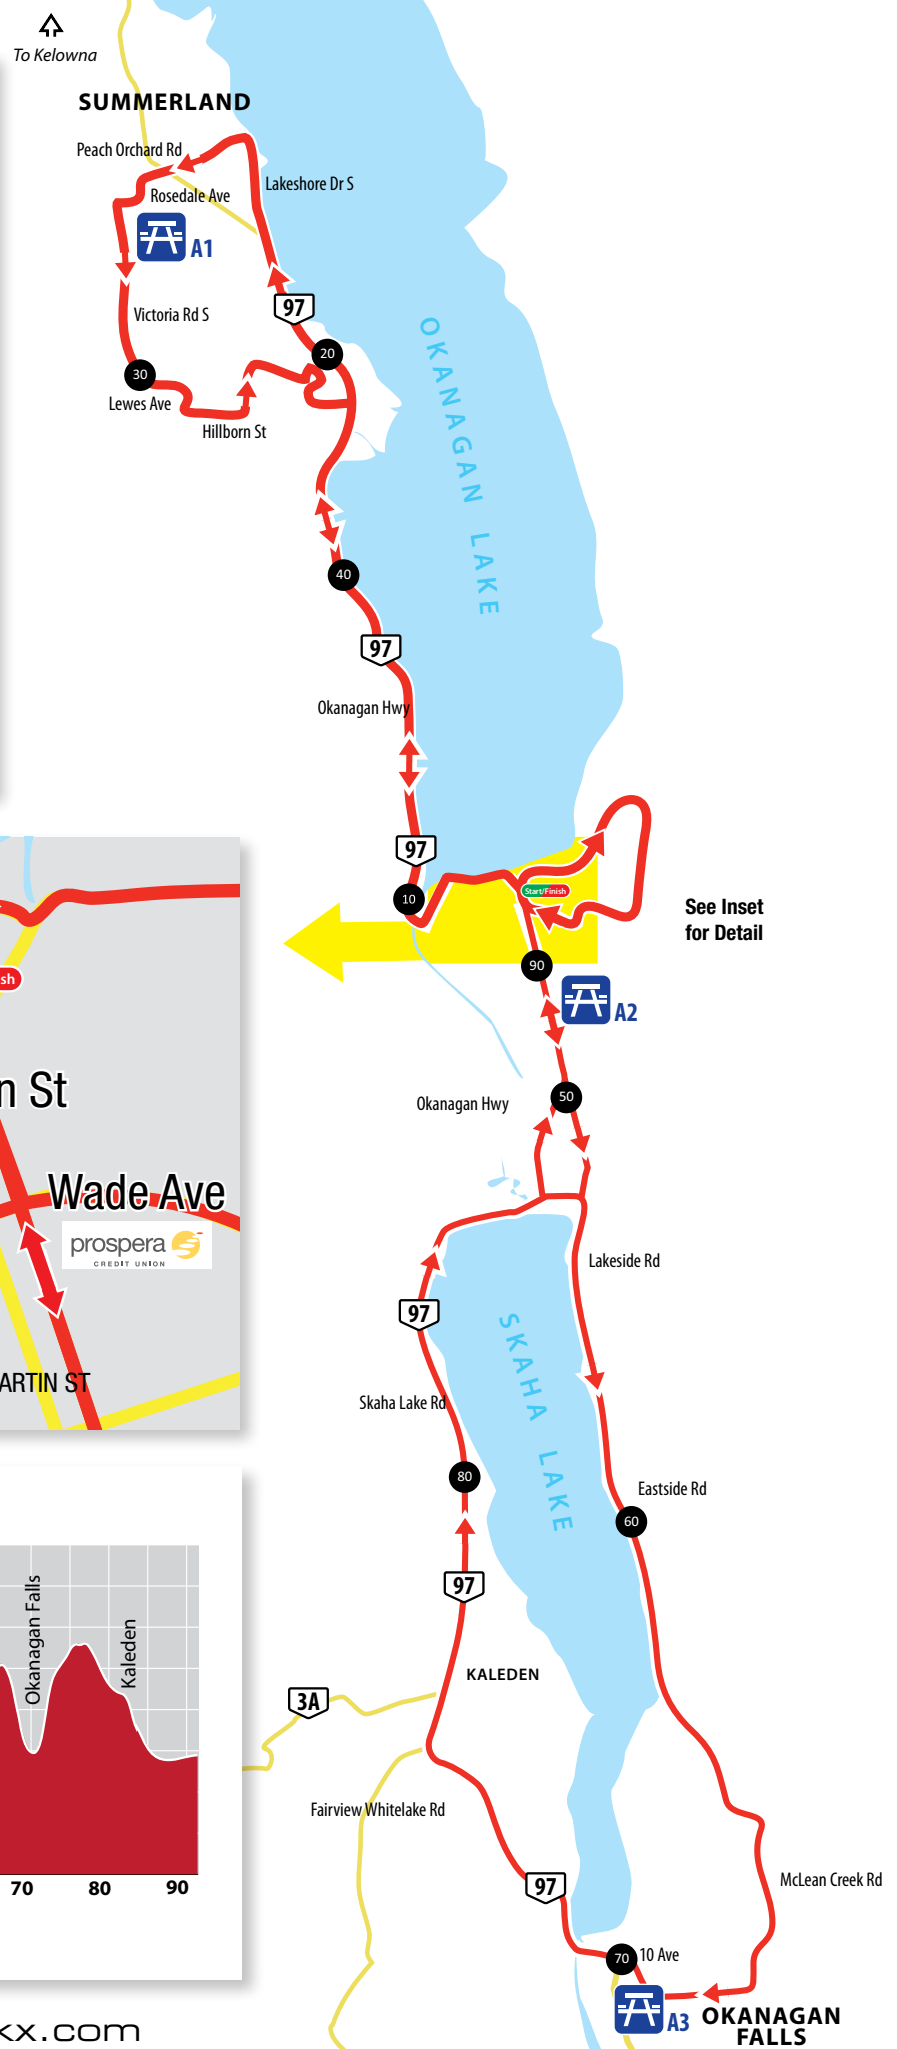 To Kelowna
SUMMERLAND
Peach Orchard Rd
Lakeshore Dr S
Rosedale Ave
A1
97
Victoria Rd S
20
30
Lewes Ave
Hillborn St
OKANAGAN LAKE
40
97
Okanagan Hwy
97
10
Start/Finish
See Inset
for Detail
90
A2
sh
n St
Okanagan Hwy
50
Wade Ave
prospera
CREDIT UNION
Lakeside Rd
97
SKAHA LAKE
ARTIN ST
Skaha Lake Rd
80
Eastside Rd
60
97
Okanagan Falls
Kaleden
KALEDEN
3A
Fairview Whitelake Rd
70 80 90
97
McLean Creek Rd
70
10 Ave
A3
OKANAGAN
FALLS
kx.com